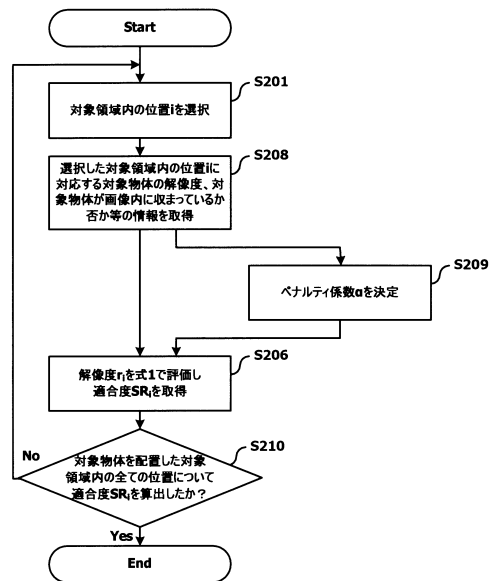 Start
S201
対象領域内の位置iを選択
S208
選択した対象領域内の位置iに
対応する対象物体の解像度、対
象物体が画像内に収まっているか
否か等の情報を取得
S209
ペナルティ係数αを決定
S206
解像度riを式1で評価し
適合度SRiを取得
S210
No
対象物体を配置した対象
領域内の全ての位置について
適合度SRiを算出したか？
Yes
End